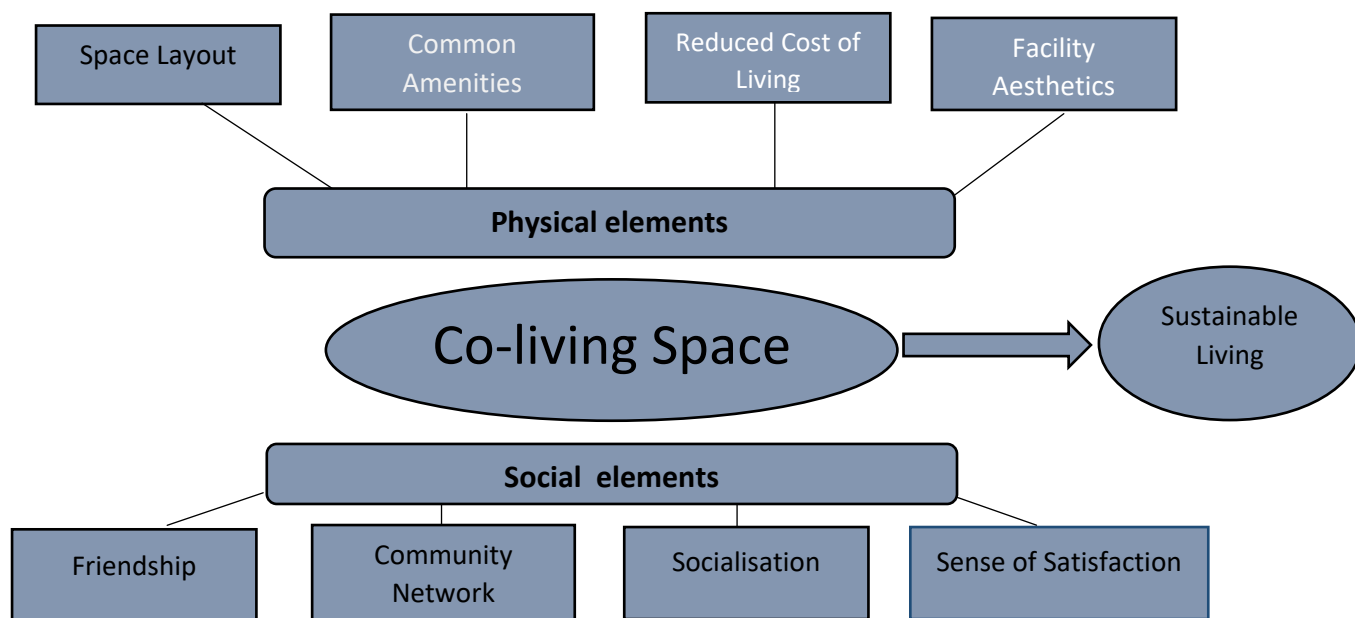 Space Layout
Common
Amenities
Reduced Cost of
Living
Facility
Aesthetics
Physical elements
Co-living Space
Sustainable
Living
Social  elements
Friendship
Community
Network
Socialisation
Sense of Satisfaction